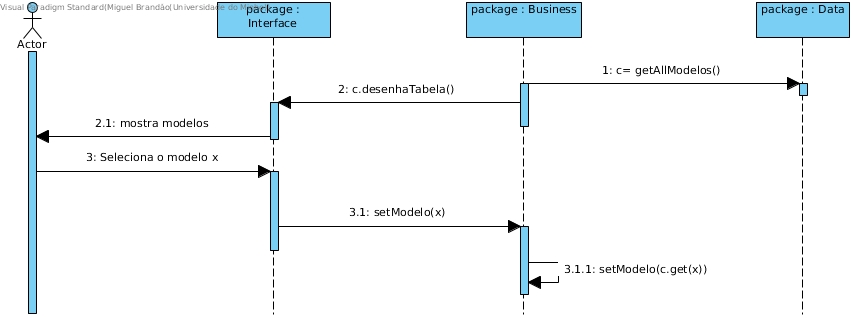 Visual Paradigm Standard(Miguel Brandão(Universidade do Minho))
package :
Interface
package : Business
package : Data
Actor
1: c= getAllModelos()
2: c.desenhaTabela()
2.1: mostra modelos
3: Seleciona o modelo x
3.1: setModelo(x)
3.1.1: setModelo(c.get(x))